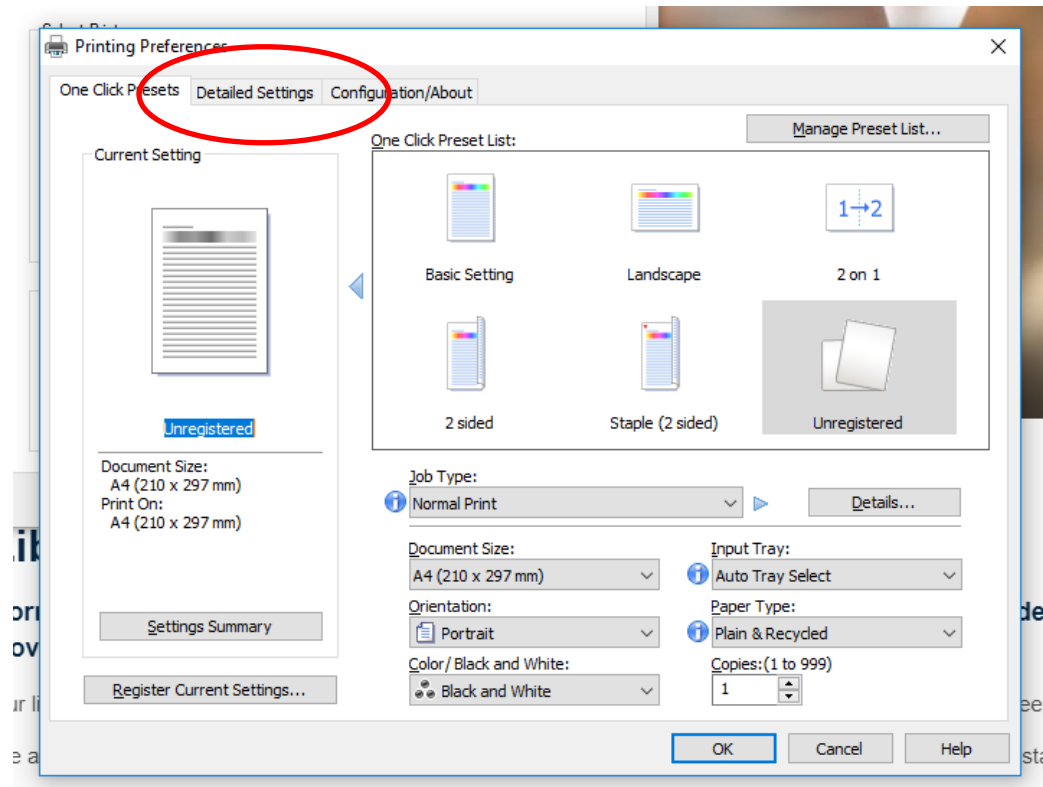 Printing Preferences
One Click Presets Detailed Settings Configuration/About
Manage Preset List...
One Click Preset List:
Current Setting
1→2
Basic Setting Landscape 2 on 1
2 sided Staple (2 sided) Unregistered
Unregistered
Document Size:
A4 (210 x 297 mm)
Print On:
A4 (210 x 297 mm)
Settings Summary
Register Current Settings...
Job Type:
Normal Print Details...
Document Size: Input Tray:
A4 (210 x 297 mm) Auto Tray Select
Orientation: Paper Type:
Portrait Plain & Recycled
Color/ Black and White: Copies:(1 to 999)
Black and White 1
OK Cancel Help